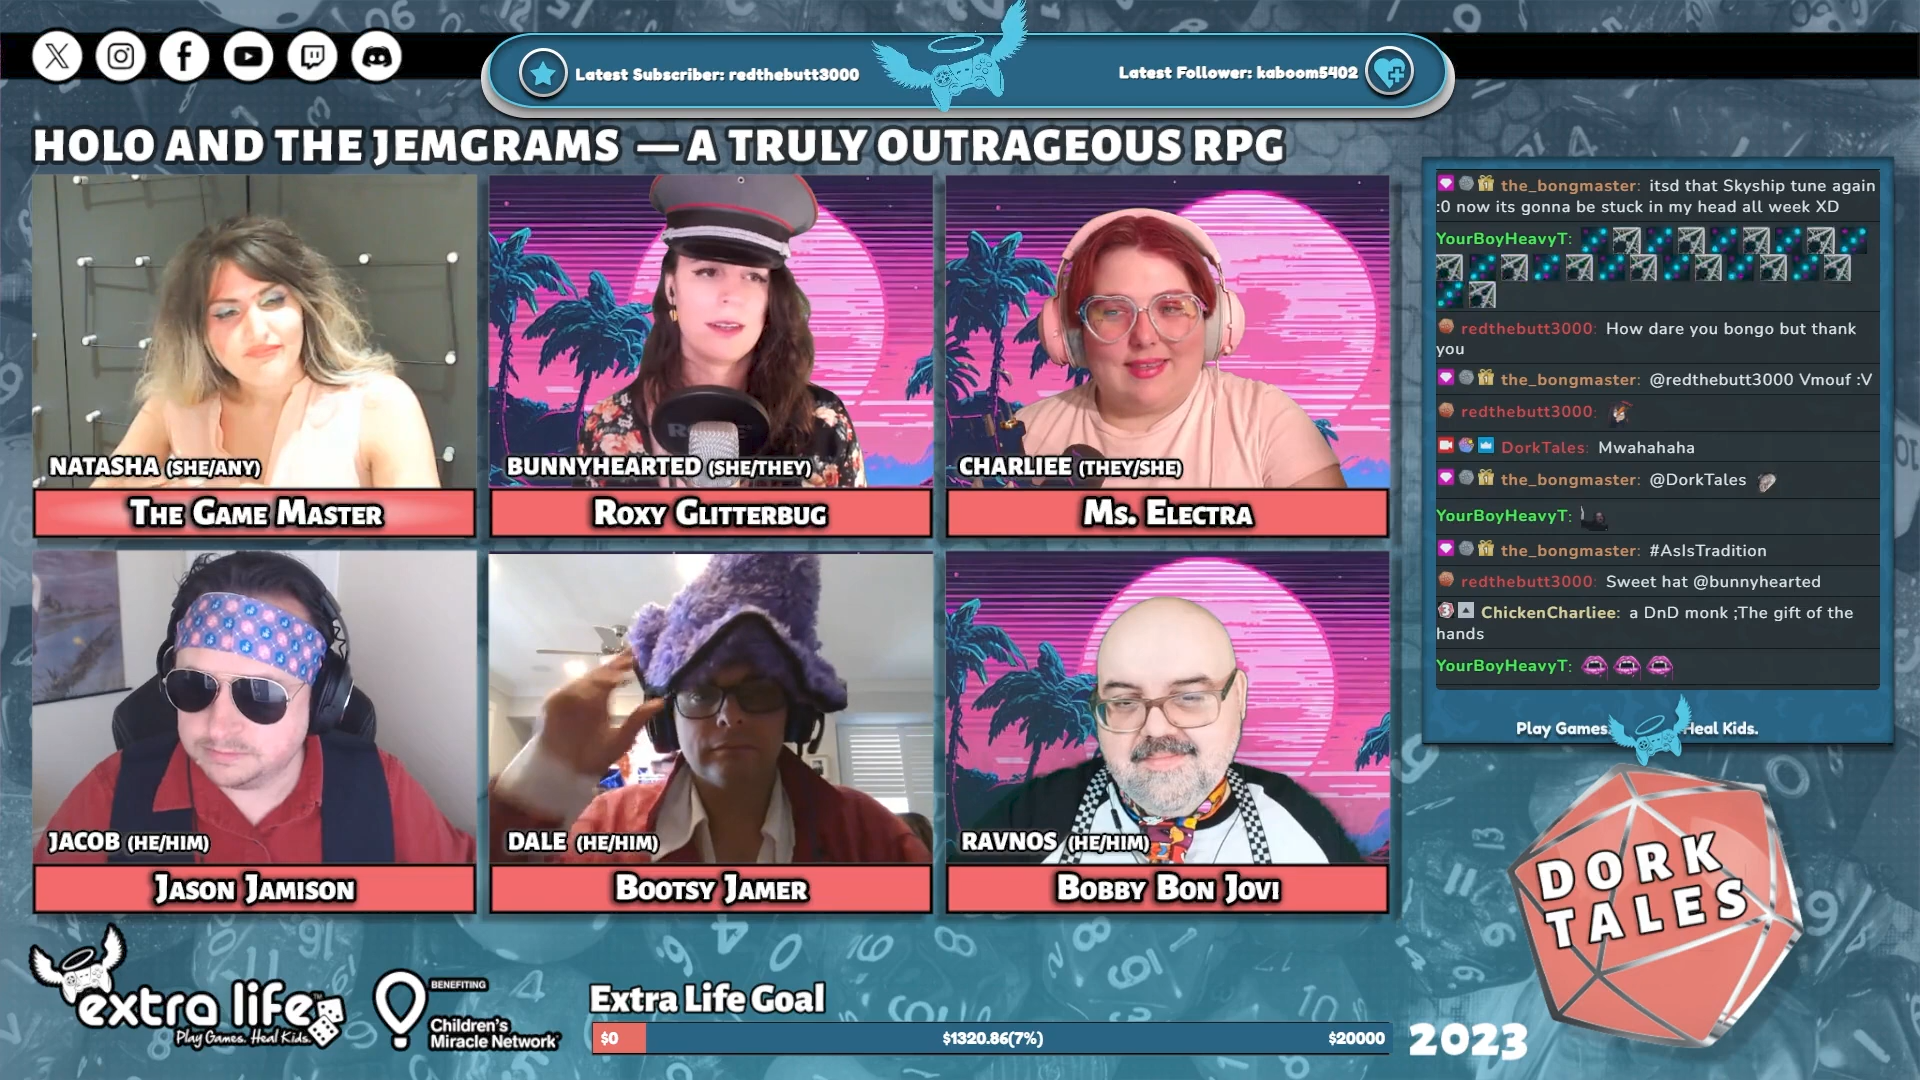 Latest Subscriber: redthebutt3000
Latest Follower: kaboom5402
HOLO AND THE JEMGRAMS — A TRULY OUTRAGEOUS RPG
NATASHA (SHE/ANY)
THE GAME MASTER
BUNNYHEARTED (SHE/THEY)
ROXY GLITTERBUG
CHARLIEE (THEY/SHE)
MS. ELECTRA
JACOB (HE/HIM)
JASON JAMISON
DALE (HE/HIM)
BOOTSY JAMER
RAVNOS (HE/HIM)
BOBBY BON JOVI
the_bongmaster: itsd that Skyship tune again
:0 now its gonna be stuck in my head all week XD
YourBoyHeavyT:
redthebutt3000: How dare you bongo but thank
you
the_bongmaster: @redthebutt3000 Vmouf :V
redthebutt3000:
DorkTales: Mwahahaha
the_bongmaster: @DorkTales
YourBoyHeavyT:
the_bongmaster: #AsIsTradition
redthebutt3000: Sweet hat @bunnyhearted
3 ChickenCharliee: a DnD monk ;The gift of the
hands
YourBoyHeavyT:
Play Games. Heal Kids.
DORK
TALES
extra life
Play Games. Heal Kids.
BENEFITING
Children's
Miracle Network
Extra Life Goal
$0
$1320.86(7%)
$20000
2023